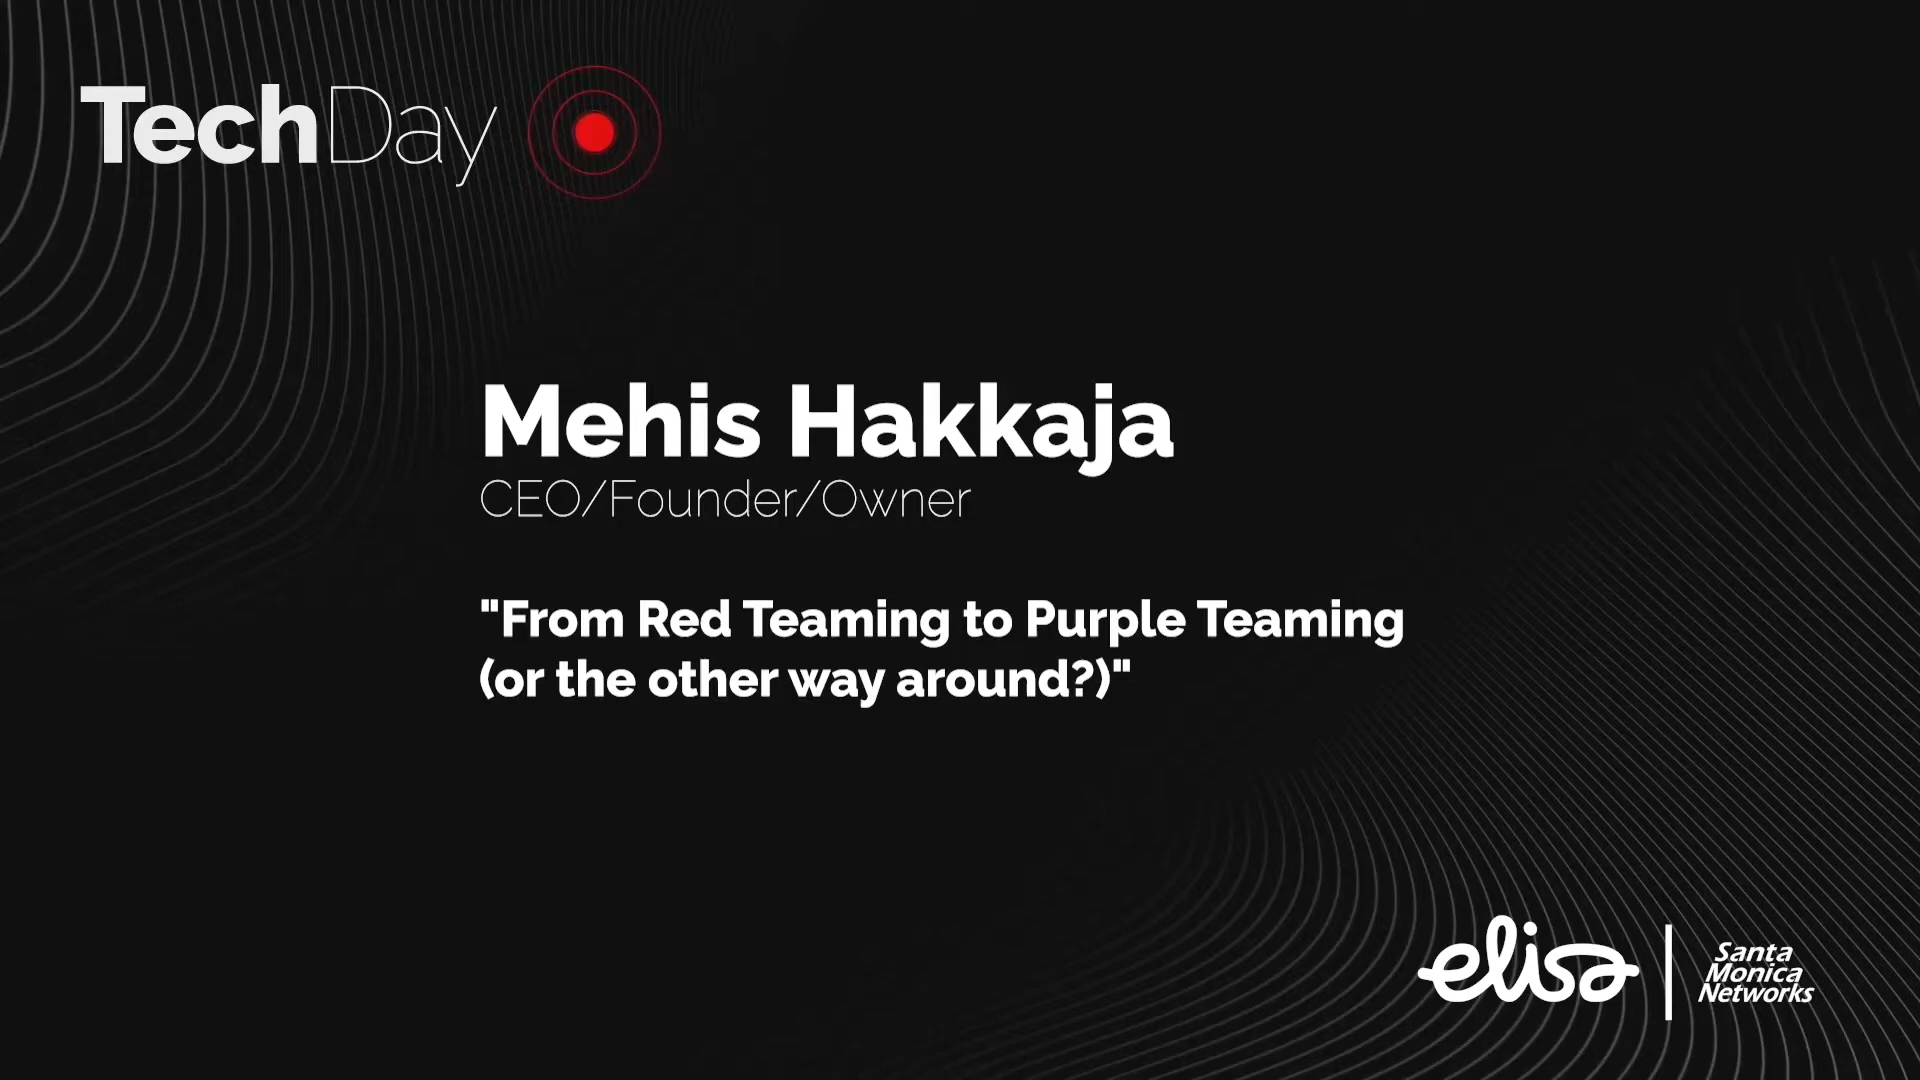 TechDay
Mehis Hakkaja
CEO/Founder/Owner
"From Red Teaming to Purple Teaming
(or the other way around?)"
elisa
Santa
Monica
Networks